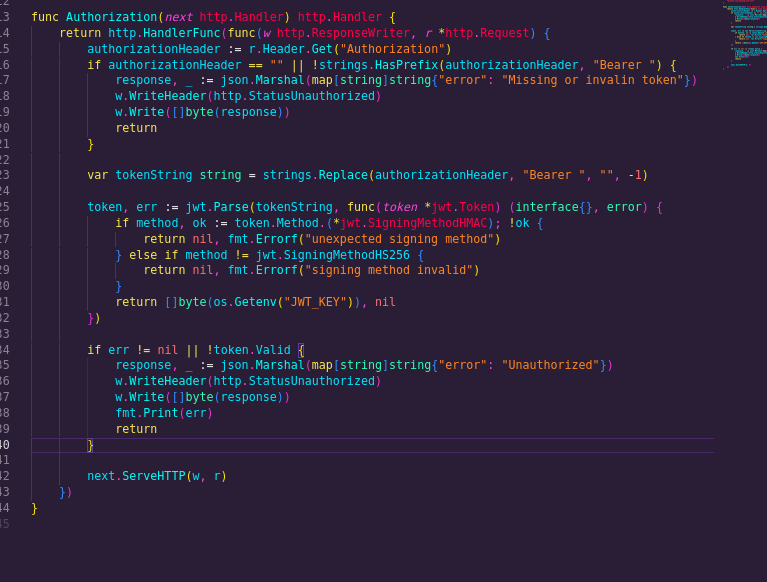 12
13 func Authorization(next http.Handler) http.Handler {
14 return http.HandlerFunc(func(w http.ResponseWriter, r *http.Request) {
15 authorizationHeader := r.Header.Get("Authorization")
16 if authorizationHeader == "" || !strings.HasPrefix(authorizationHeader, "Bearer ") {
17 response, _ := json.Marshal(map[string]string{"error": "Missing or invalin token"})
18 w.WriteHeader(http.StatusUnauthorized)
19 w.Write([]byte(response))
20 return
21 }
22
23 var tokenString string = strings.Replace(authorizationHeader, "Bearer ", "", -1)
24
25 token, err := jwt.Parse(tokenString, func(token *jwt.Token) (interface{}, error) {
26 if method, ok := token.Method.(*jwt.SigningMethodHMAC); !ok {
27 return nil, fmt.Errorf("unexpected signing method")
28 } else if method != jwt.SigningMethodHS256 {
29 return nil, fmt.Errorf("signing method invalid")
30 }
31 return []byte(os.Getenv("JWT_KEY")), nil
32 })
33
34 if err != nil || !token.Valid {
35 response, _ := json.Marshal(map[string]string{"error": "Unauthorized"})
36 w.WriteHeader(http.StatusUnauthorized)
37 w.Write([]byte(response))
38 fmt.Print(err)
39 return
40 }
41
42 next.ServeHTTP(w, r)
43 })
44 }
45